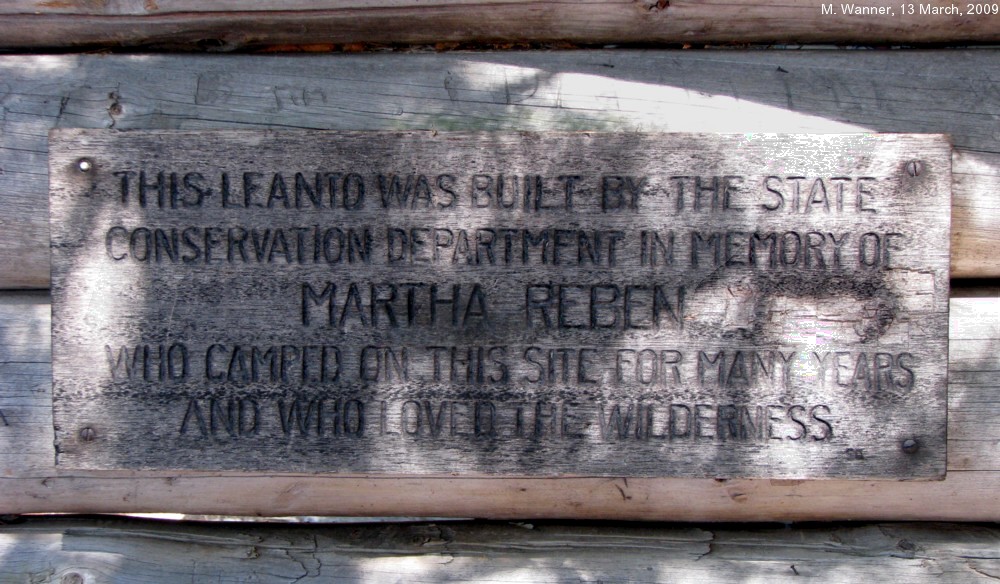 M. Wanner, 13 March, 2009
THIS LEANTO WAS BUILT BY THE STATE
CONSERVATION DEPARTMENT IN MEMORY OF
MARTHA REBEN
WHO CAMPED ON THIS SITE FOR MANY YEARS
AND WHO LOVED THE WILDERNESS